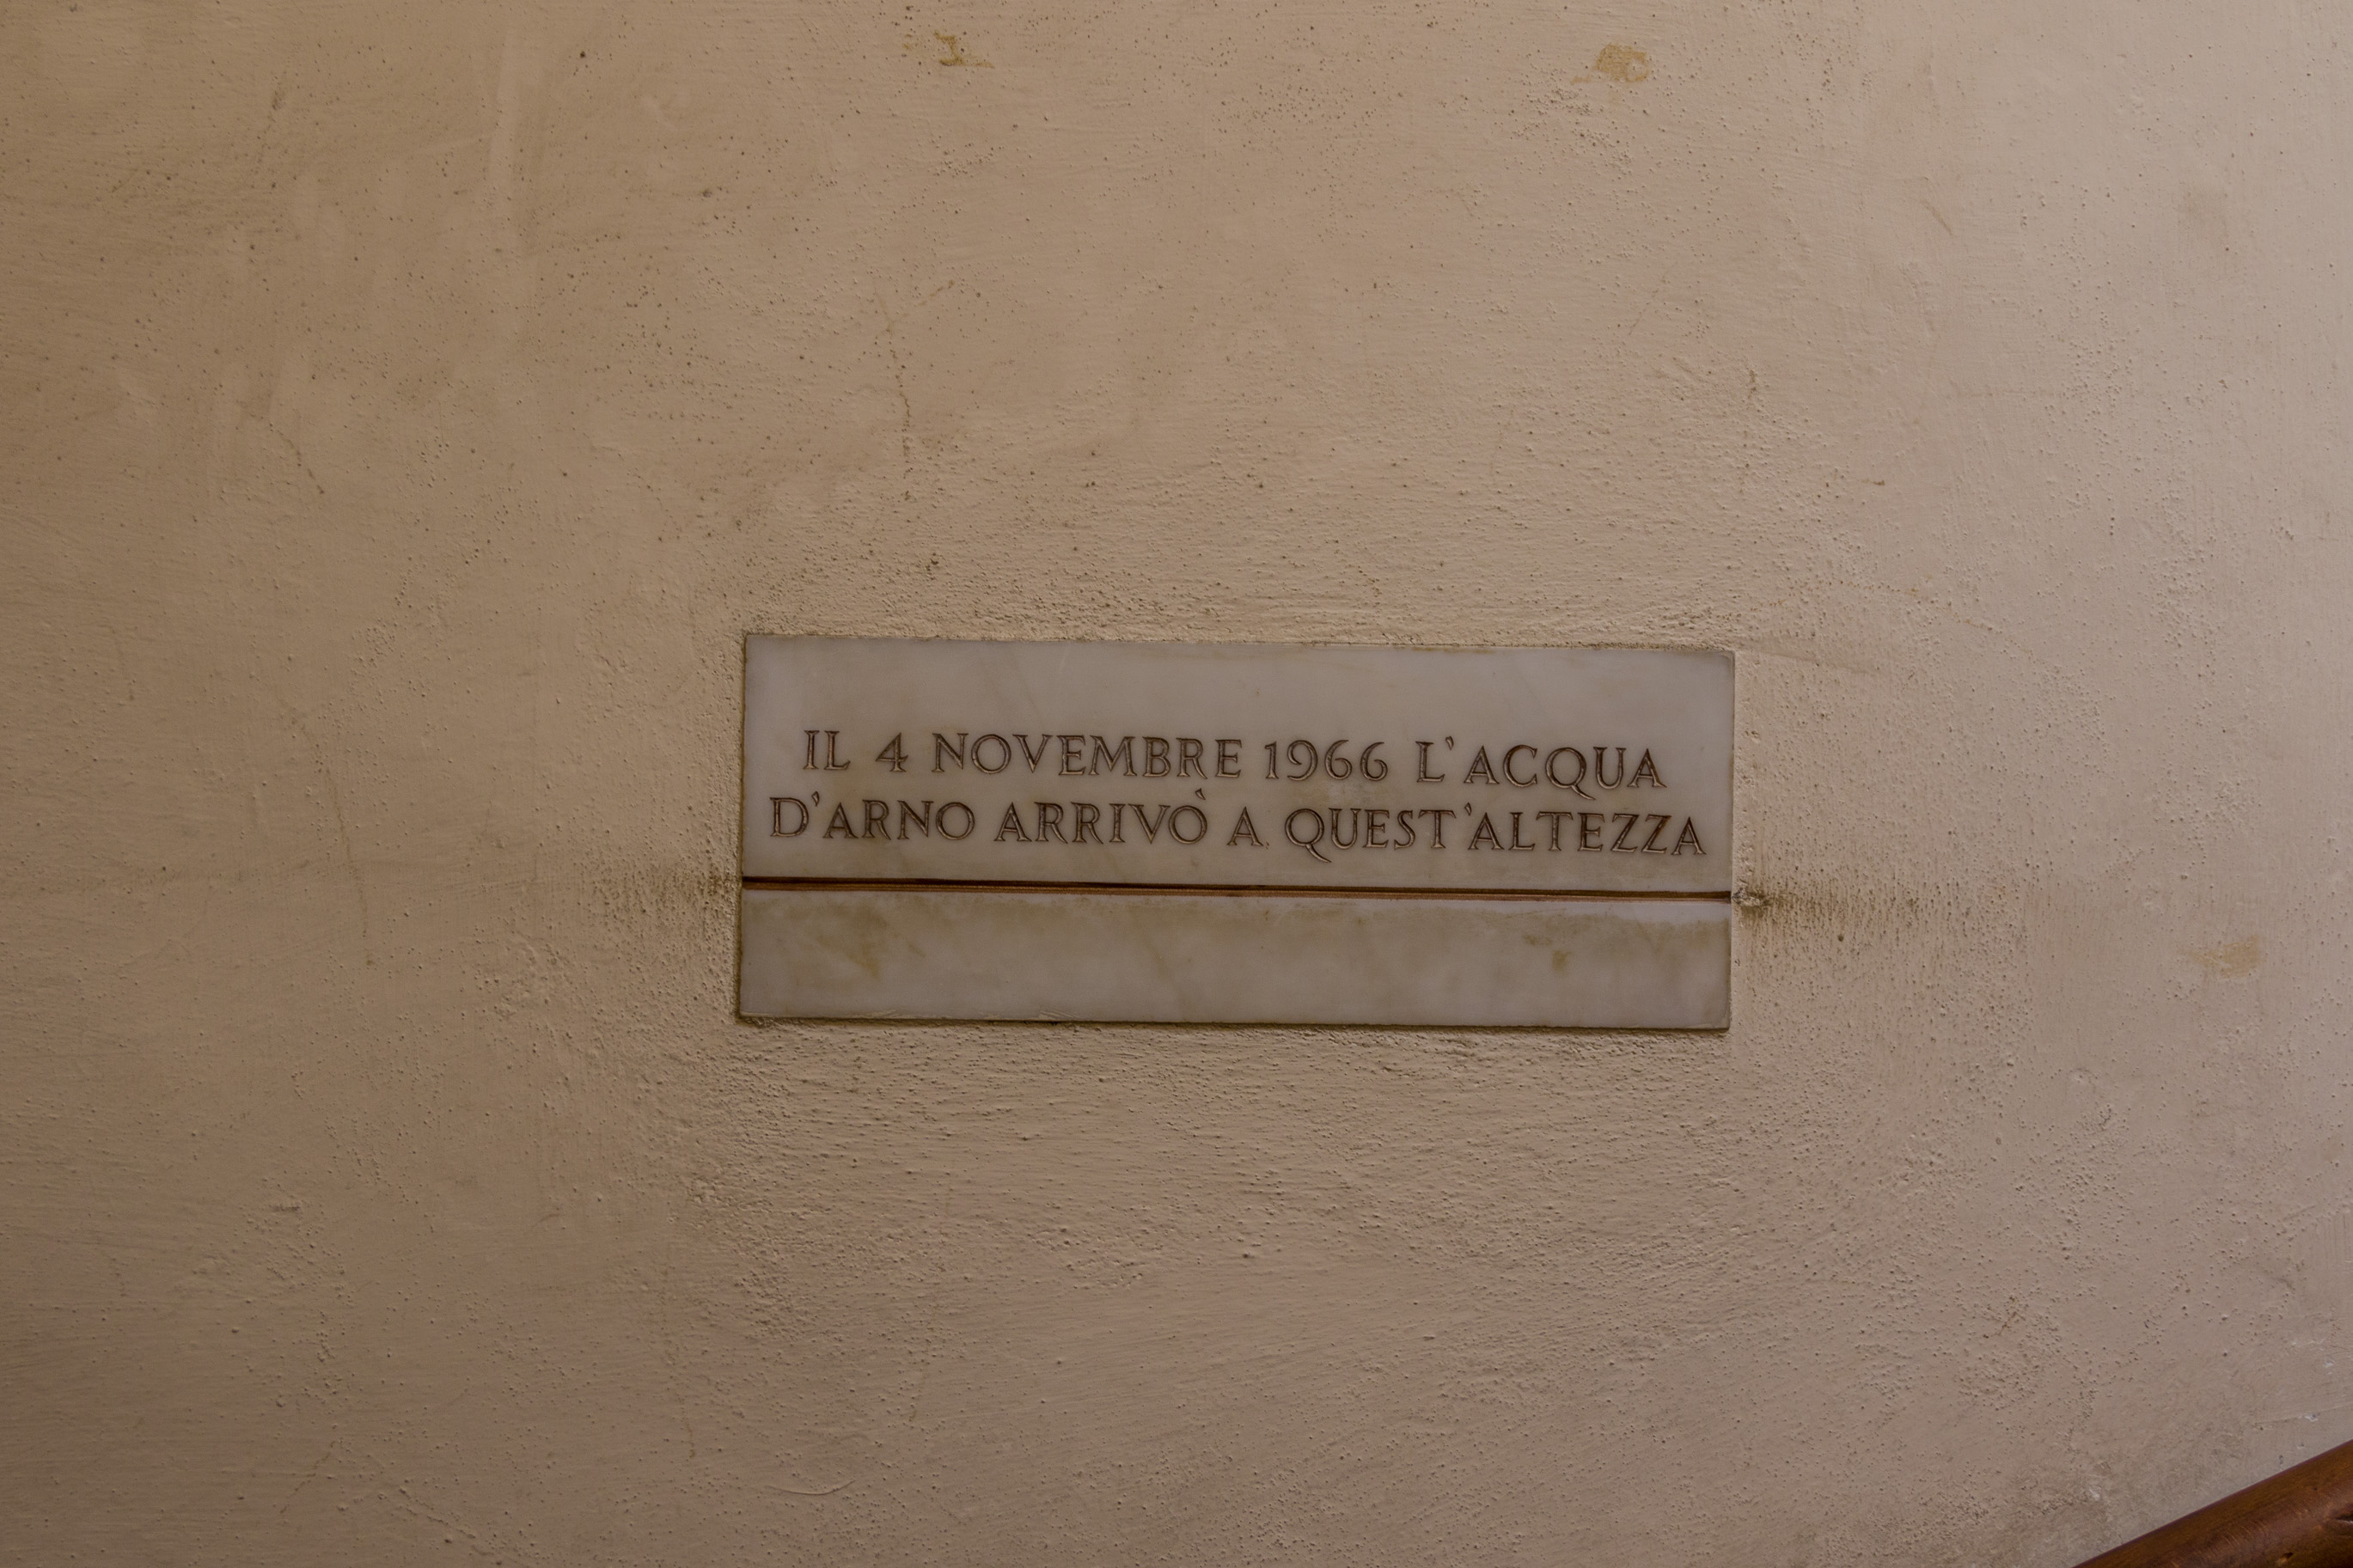 IL 4 NOVEMBRE 1966 L'ACQUA
D'ARNO ARRIVÒ A QUEST'ALTEZZA